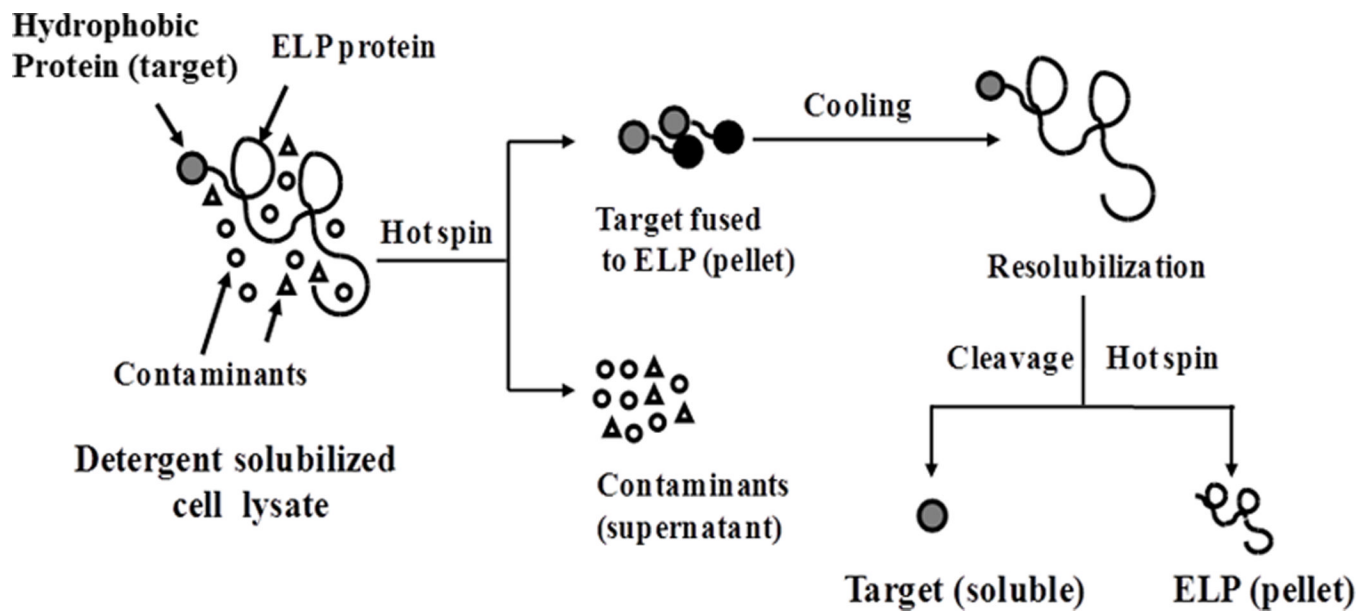 Hydrophobic
Protein (target)
ELP protein
Contaminants
Detergent solubilized
cell lysate
Hot spin
Target fused
to ELP (pellet)
Contaminants
(supernatant)
Cooling
Resolubilization
Cleavage
Hot spin
Target (soluble)
ELP (pellet)